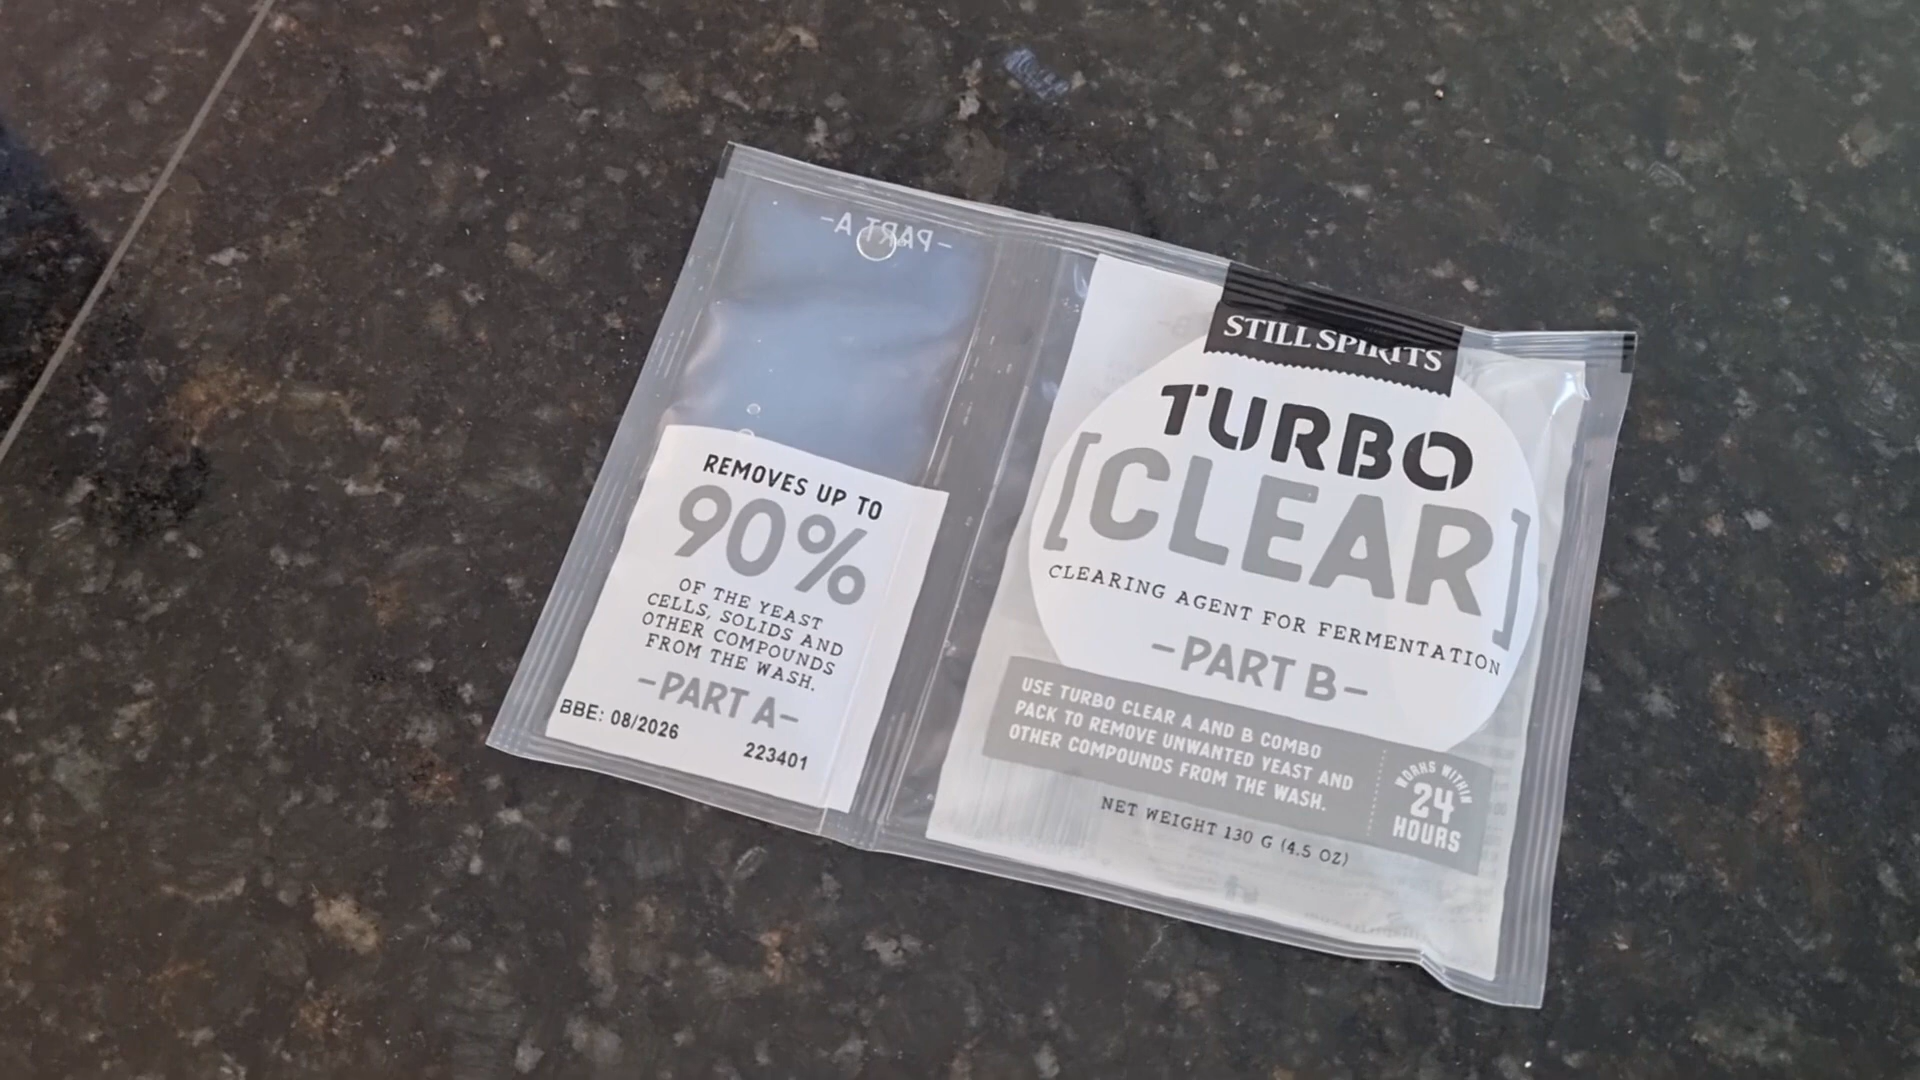 -PART A-
REMOVES UP TO
90%
OF THE YEAST
CELLS, SOLIDS AND
OTHER COMPOUNDS
FROM THE WASH.
-PART A-
BBE: 08/2026
223401
STILL SPIRITS
TURBO
[CLEAR]
CLEARING AGENT FOR FERMENTATION
-PART B-
USE TURBO CLEAR A AND B COMBO
PACK TO REMOVE UNWANTED YEAST AND
OTHER COMPOUNDS FROM THE WASH.
WORKS WITHIN
24
HOURS
NET WEIGHT 130 G (4.5 OZ)